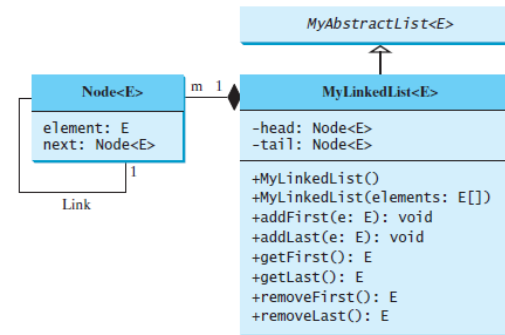 MyAbstractList<E>
Node<E>
element: E
next: Node<E>
m 1
1
Link
MyLinkedList<E>
-head: Node<E>
-tail: Node<E>
+MyLinkedList()
+MyLinkedList(elements: E[])
+addFirst(e: E): void
+addLast(e: E): void
+getFirst(): E
+getLast(): E
+removeFirst(): E
+removeLast(): E